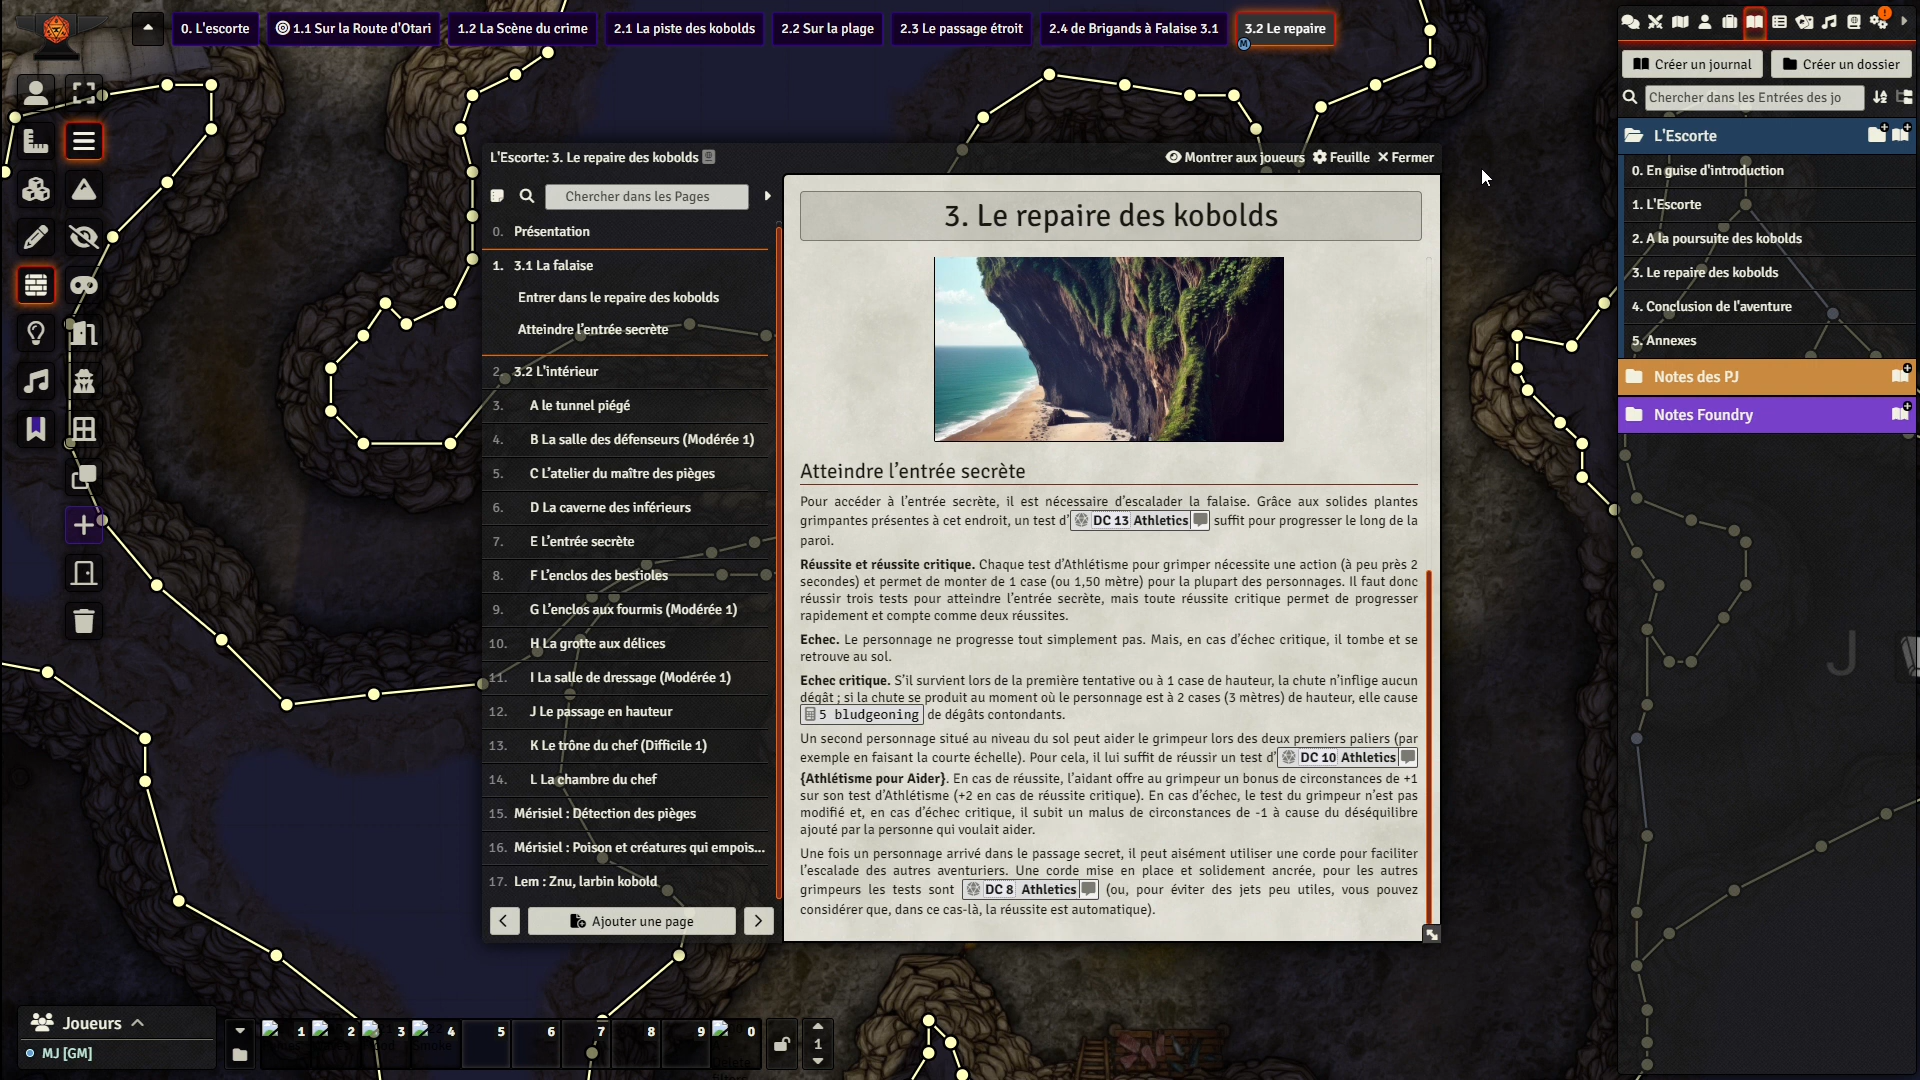 0. L'escorte
1.1 Sur la Route d'Otari
1.2 La Scène du crime
2.1 La piste des kobolds
2.2 Sur la plage
2.3 Le passage étroit
2.4 de Brigands à Falaise 3.1
3.2 Le repaire
M
L'Escorte: 3. Le repaire des kobolds
Montrer aux joueurs
Feuille
Fermer
Chercher dans les Pages
0. Présentation
1. 3.1 La falaise
Entrer dans le repaire des kobolds
Atteindre l'entrée secrète
2. 3.2 L'intérieur
3. A le tunnel piégé
4. B La salle des défenseurs (Modérée 1)
5. C L'atelier du maître des pièges
6. D La caverne des inférieurs
7. E L'entrée secrète
8. F L'enclos des bestioles
9. G L'enclos aux fourmis (Modérée 1)
10. H La grotte aux délices
11. I La salle de dressage (Modérée 1)
12. J Le passage en hauteur
13. K Le trône du chef (Difficile 1)
14. L La chambre du chef
15. Mérisiel : Détection des pièges
16. Mérisiel : Poison et créatures qui empois...
17. Lem : Znu, larbin kobold
Ajouter une page
3. Le repaire des kobolds
Atteindre l'entrée secrète
Pour accéder à l'entrée secrète, il est nécessaire d'escalader la falaise. Grâce aux solides plantes
grimpantes présentes à cet endroit, un test d' DC 13 Athletics suffit pour progresser le long de la
paroi.
Réussite et réussite critique. Chaque test d'Athlétisme pour grimper nécessite une action (à peu près 2
secondes) et permet de monter de 1 case (ou 1,50 mètre) pour la plupart des personnages. Il faut donc
réussir trois tests pour atteindre l'entrée secrète, mais toute réussite critique permet de progresser
rapidement et compte comme deux réussites.
Echec. Le personnage ne progresse tout simplement pas. Mais, en cas d'échec critique, il tombe et se
retrouve au sol.
Echec critique. S'il survient lors de la première tentative ou à 1 case de hauteur, la chute n'inflige aucun
dégât ; si la chute se produit au moment où le personnage est à 2 cases (3 mètres) de hauteur, elle cause
5 bludgeoning de dégâts contondants.
Un second personnage situé au niveau du sol peut aider le grimpeur lors des deux premiers paliers (par
exemple en faisant la courte échelle). Pour cela, il lui suffit de réussir un test d' DC 10 Athletics
{Athlétisme pour Aider}. En cas de réussite, l'aidant offre au grimpeur un bonus de circonstances de +1
sur son test d'Athlétisme (+2 en cas de réussite critique). En cas d'échec, le test du grimpeur n'est pas
modifié et, en cas d'échec critique, il subit un malus de circonstances de -1 à cause du déséquilibre
ajouté par la personne qui voulait aider.
Une fois un personnage arrivé dans le passage secret, il peut aisément utiliser une corde pour faciliter
l'escalade des autres aventuriers. Une corde mise en place et solidement ancrée, pour les autres
grimpeurs les tests sont DC 8 Athletics (ou, pour éviter des jets peu utiles, vous pouvez
considérer que, dans ce cas-là, la réussite est automatique).
Créer un journal
Créer un dossier
Chercher dans les Entrées des jo
L'Escorte
0. En guise d'introduction
1. L'Escorte
2. A la poursuite des kobolds
3. Le repaire des kobolds
4. Conclusion de l'aventure
5. Annexes
Notes des PJ
Notes Foundry
J
Joueurs
MJ [GM]
1 2 3 4 5 6 7 8 9 0
1